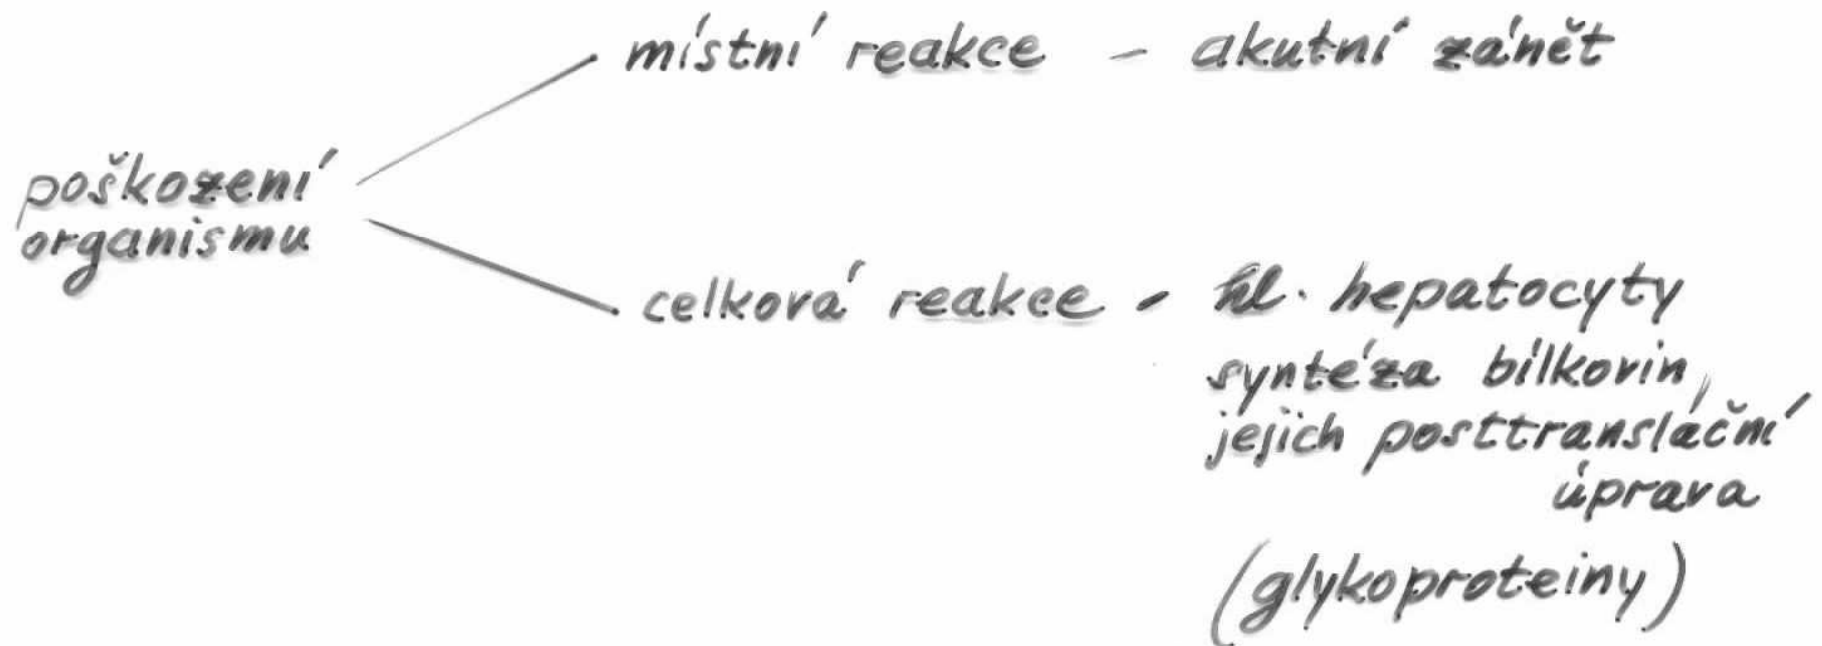 místní reakce - akutní zánět
poškození
organismu
celková reakce - hl. hepatocyty
syntéza bílkovin,
jejich posttranslační
úprava
(glykoproteiny)